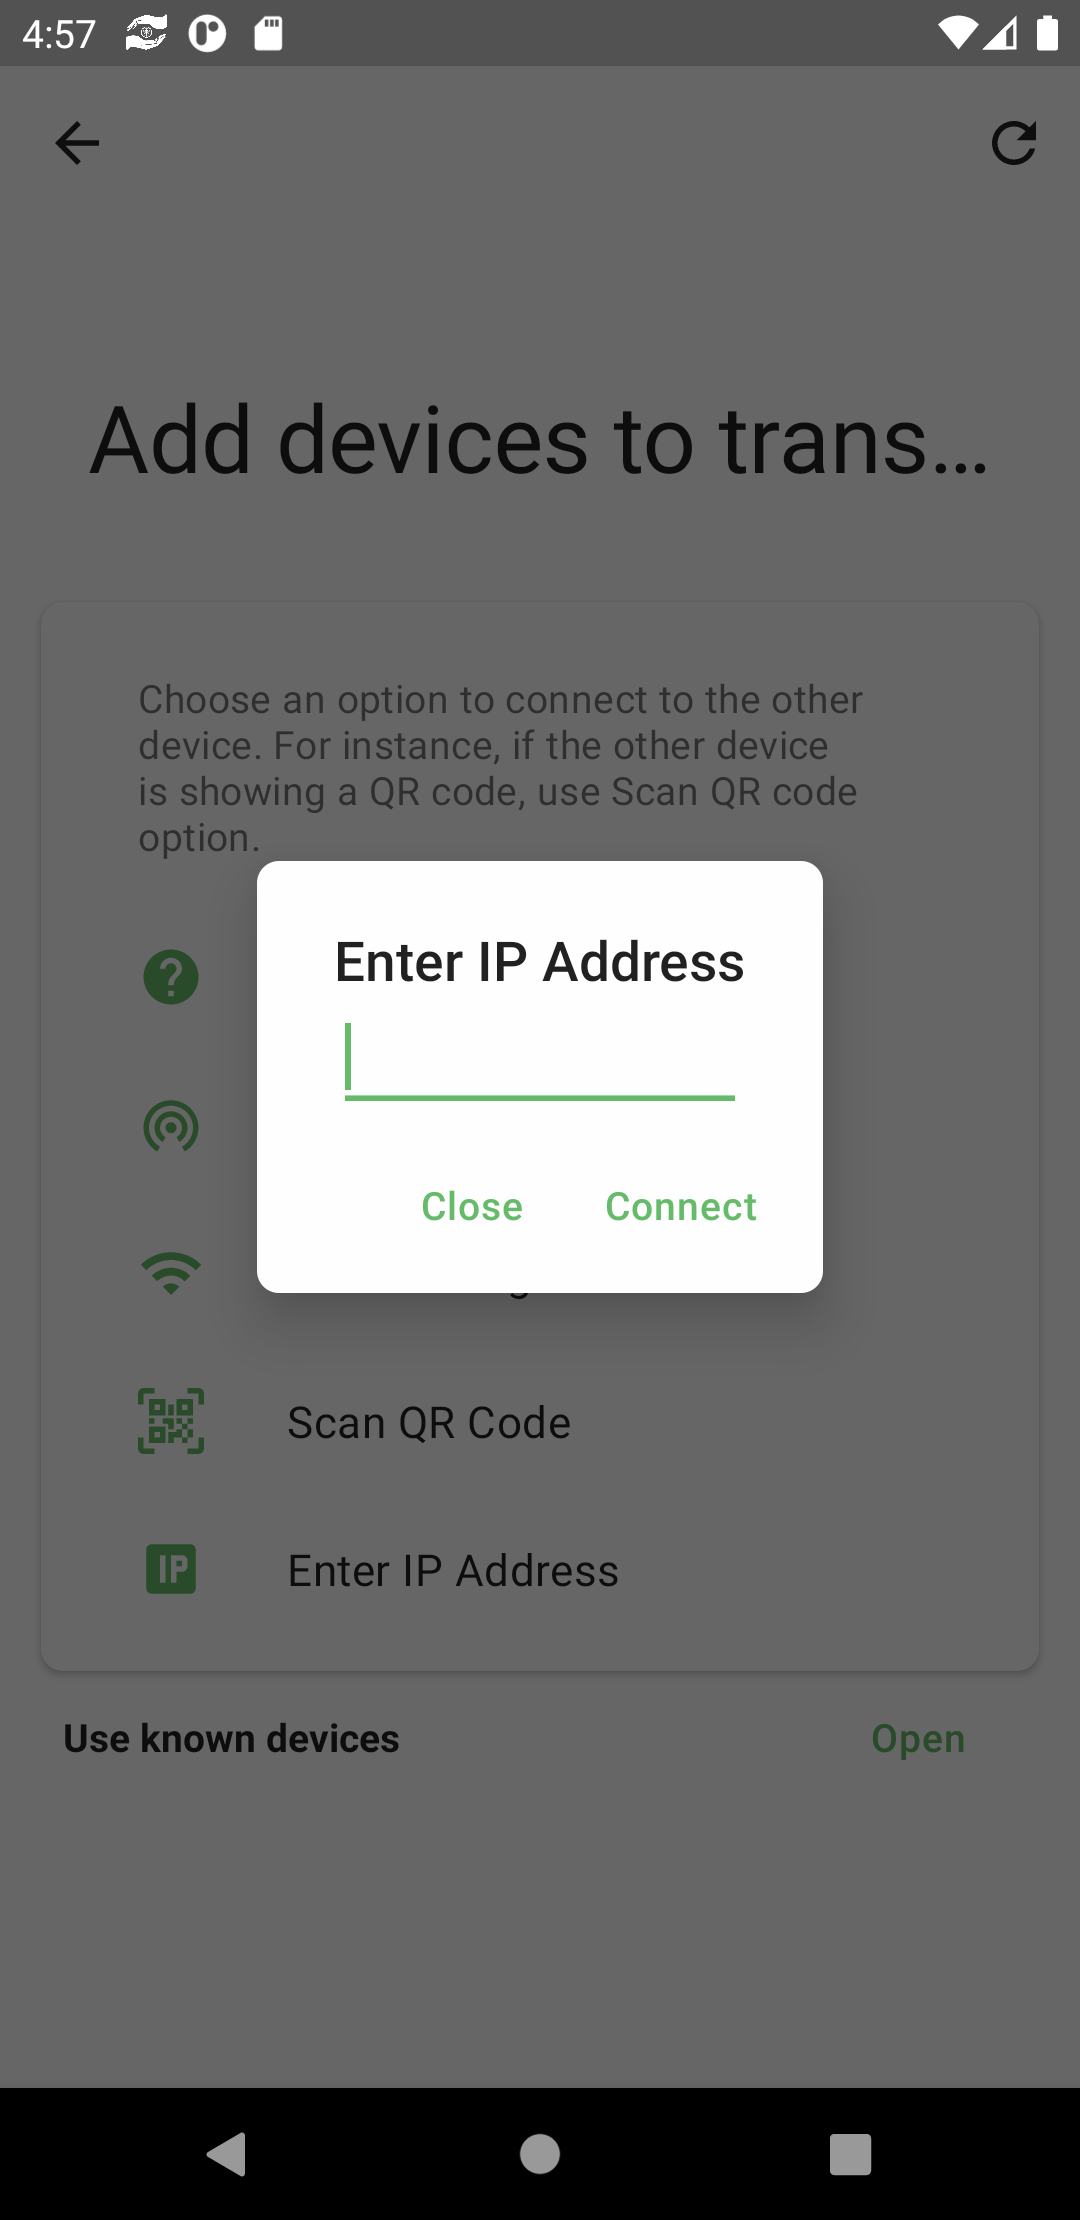 4:57
Add devices to trans...
Choose an option to connect to the other
device. For instance, if the other device
is showing a QR code, use Scan QR code
option.
Enter IP Address
Close Connect
Scan QR Code
IP Enter IP Address
Use known devices Open